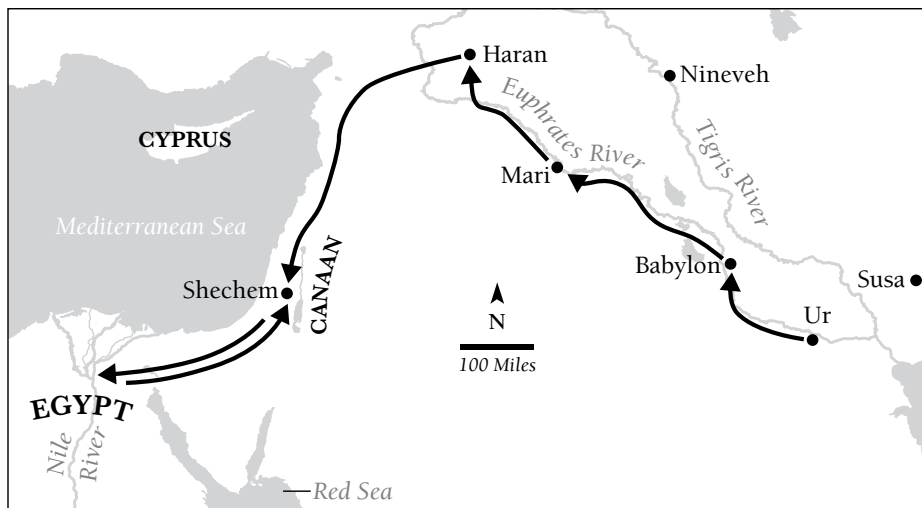 Haran
Nineveh
Euphrates River
CYPRUS
Tigris River
Mari
Mediterranean Sea
CANAAN
Babylon
Susa
Shechem
Ur
N
100 Miles
EGYPT
Nile
River
Red Sea